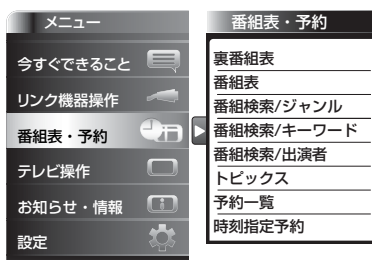 メニュー
今すぐできること
リンク機器操作
番組表・予約
テレビ操作
お知らせ・情報
設定
番組表・予約
裏番組表
番組表
番組検索/ジャンル
番組検索/キーワード
番組検索/出演者
トピックス
予約一覧
時刻指定予約